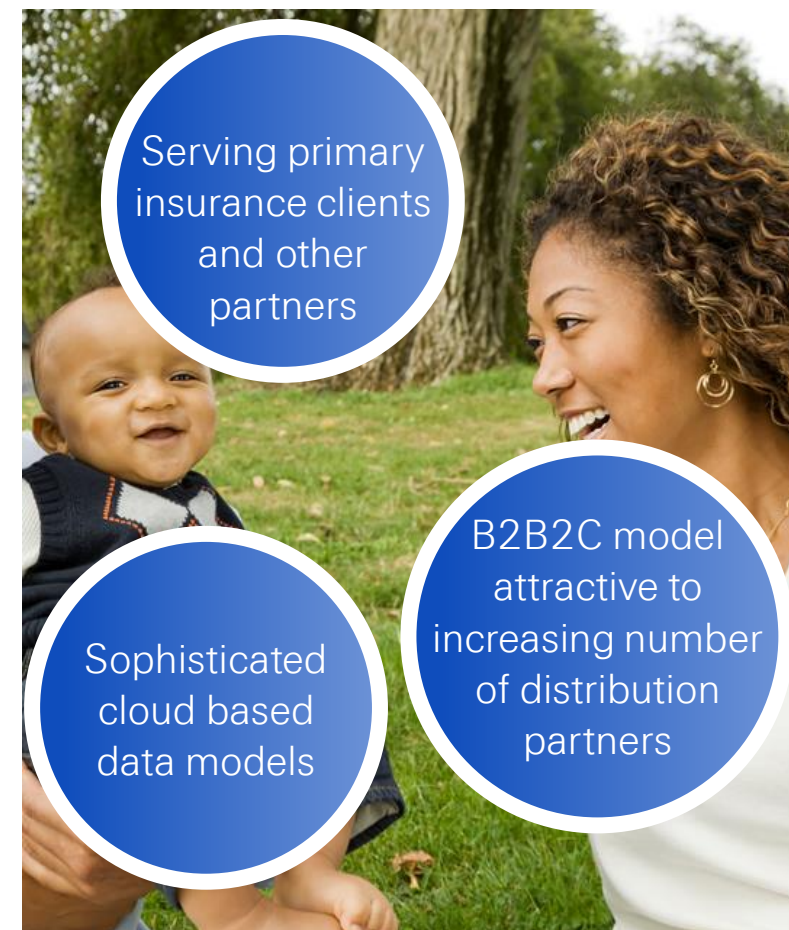 Serving primary
insurance clients
and other
partners
B2B2C model
attractive to
increasing number
of distribution
partners
Sophisticated
cloud based
data models